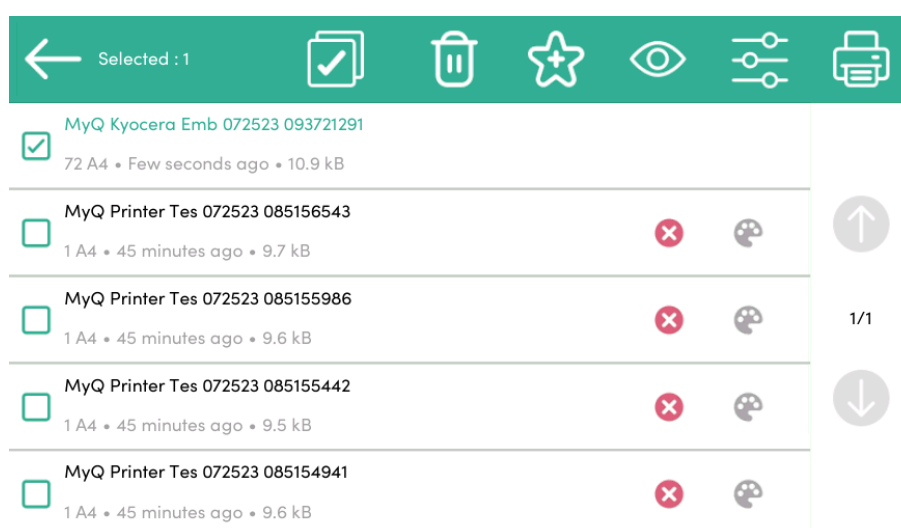 Selected : 1
MyQ Kyocera Emb 072523 093721291
72 A4 • Few seconds ago • 10.9 kB
MyQ Printer Tes 072523 085156543
1 A4 • 45 minutes ago • 9.7 kB
MyQ Printer Tes 072523 085155986
1 A4 • 45 minutes ago • 9.6 kB
1/1
MyQ Printer Tes 072523 085155442
1 A4 • 45 minutes ago • 9.5 kB
MyQ Printer Tes 072523 085154941
1 A4 • 45 minutes ago • 9.6 kB